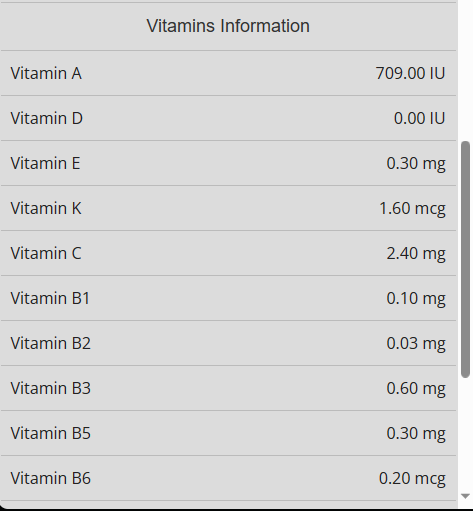 Vitamins Information
Vitamin A 709.00 IU
Vitamin D 0.00 IU
Vitamin E 0.30 mg
Vitamin K 1.60 mcg
Vitamin C 2.40 mg
Vitamin B1 0.10 mg
Vitamin B2 0.03 mg
Vitamin B3 0.60 mg
Vitamin B5 0.30 mg
Vitamin B6 0.20 mcg